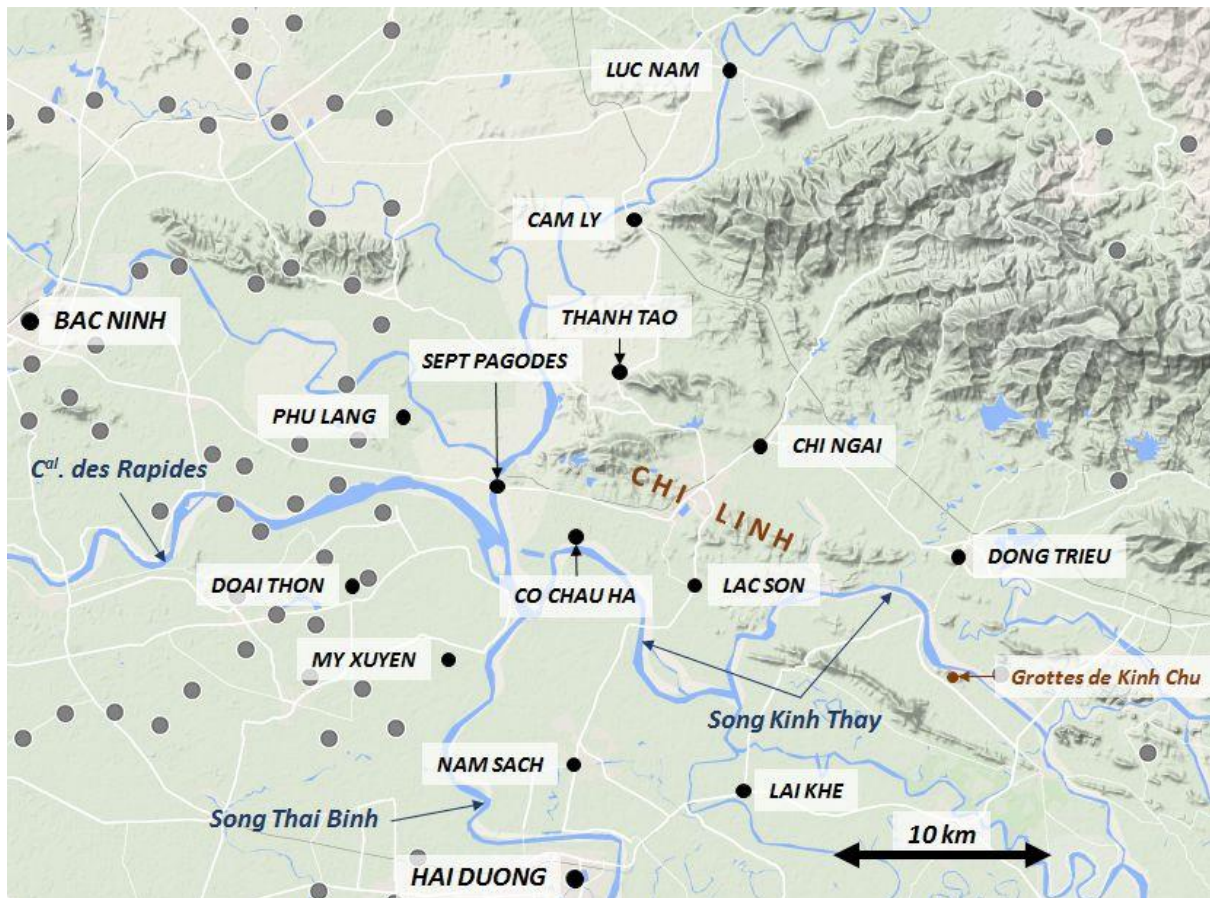 LUC NAM
CAM LY
BAC NINH
THANH TAO
SEPT PAGODES
PHU LANG
CHI NGAI
Cal. des Rapides
CHI LINH
DONG TRIEU
DOAI THON
CO CHAU HA
LAC SON
MY XUYEN
Grottes de Kinh Chu
Song Kinh Thay
NAM SACH
LAI KHE
Song Thai Binh
10 km
HAI DUONG